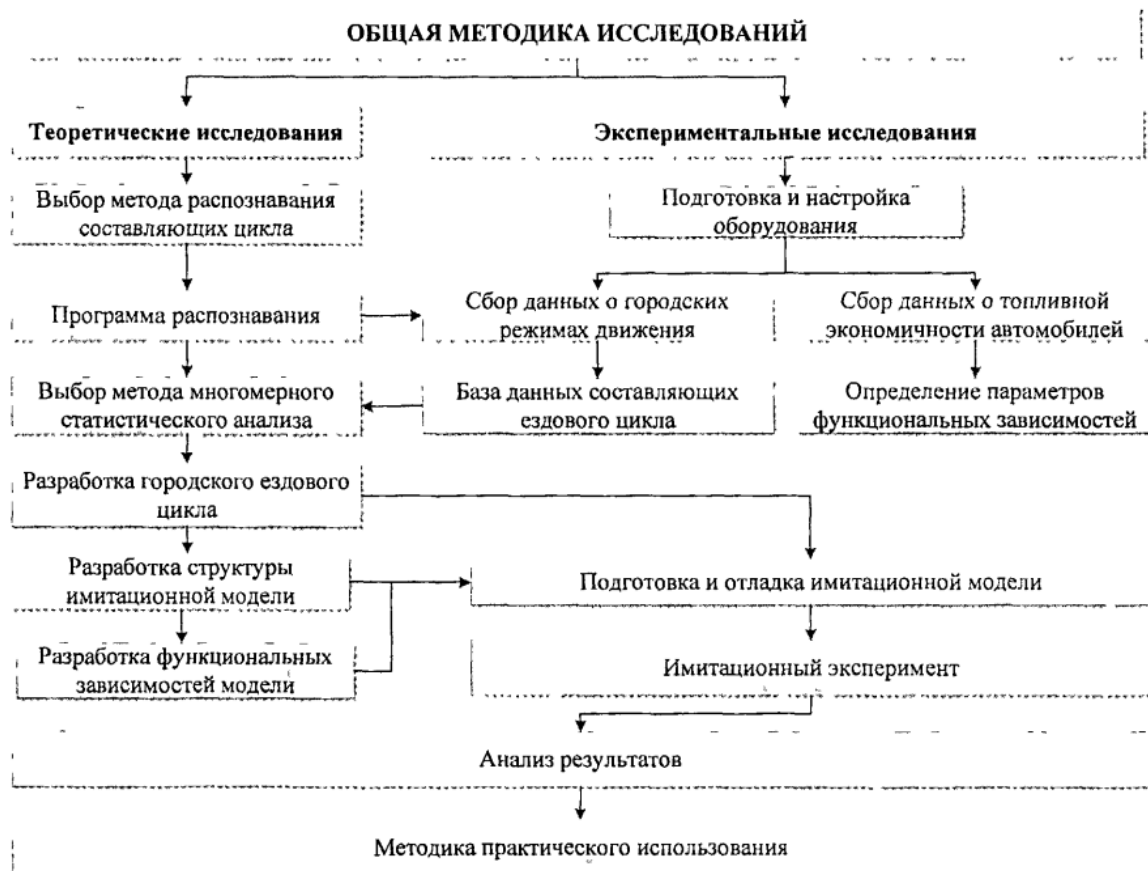 ОБЩАЯ МЕТОДИКА ИССЛЕДОВАНИЙ
Теоретические исследования
Экспериментальные исследования
Выбор метода распознавания
составляющих цикла
Подготовка и настройка
оборудования
Программа распознавания
Сбор данных о городских
режимах движения
Сбор данных о топливной
экономичности автомобилей
Выбор метода многомерного
статистического анализа
База данных составляющих
ездового цикла
Определение параметров
функциональных зависимостей
Разработка городского ездового
цикла
Разработка структуры
имитационной модели
Подготовка и отладка имитационной модели
Разработка функциональных
зависимостей модели
Имитационный эксперимент
Анализ результатов
Методика практического использования